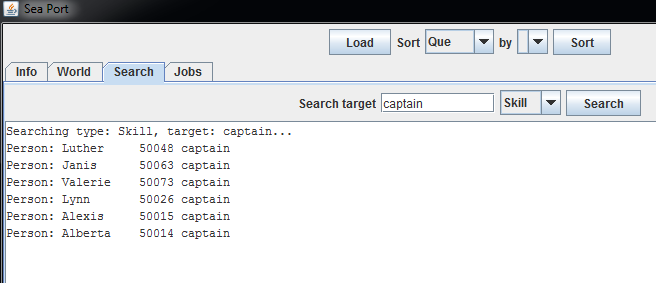 Sea Port
Load Sort Que by Sort
Info World Search Jobs
Search target captain Skill Search
Searching type: Skill, target: captain...
Person: Luther 50048 captain
Person: Janis 50063 captain
Person: Valerie 50073 captain
Person: Lynn 50026 captain
Person: Alexis 50015 captain
Person: Alberta 50014 captain